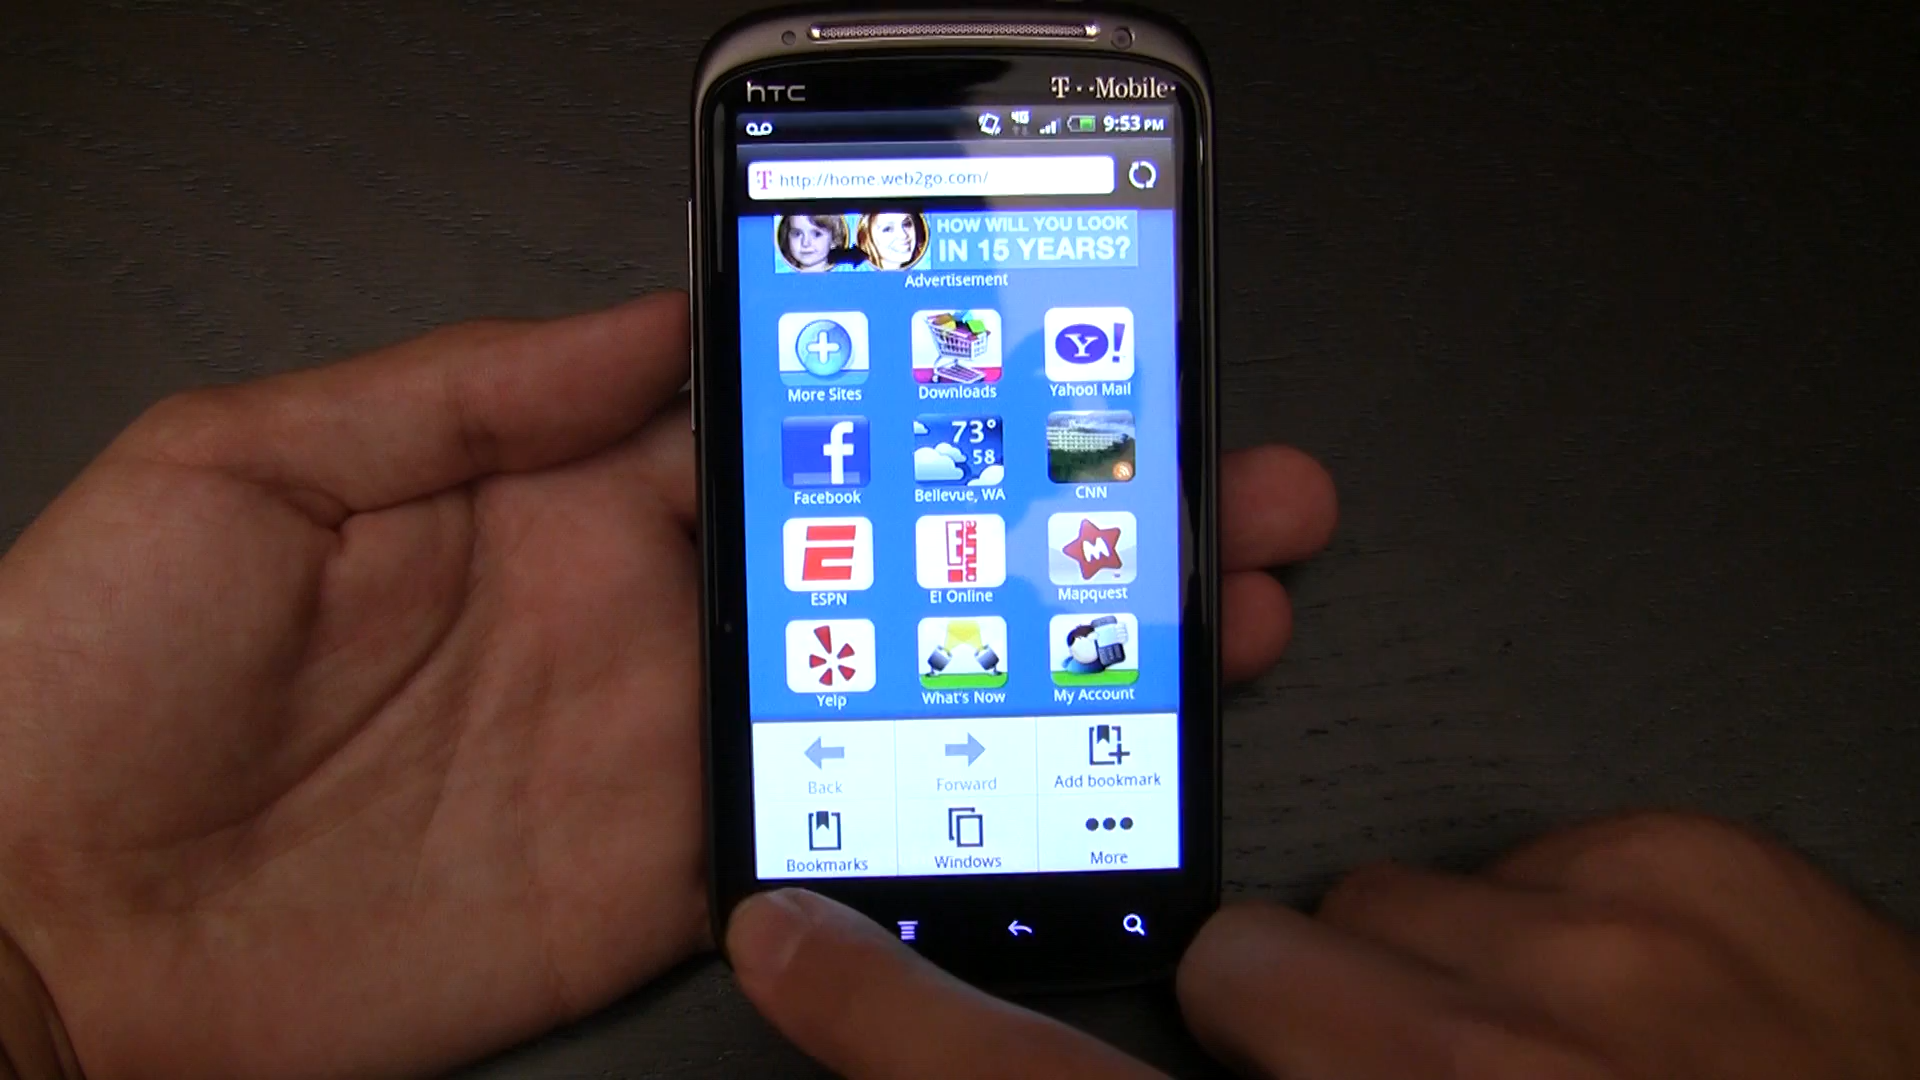 hTC
T··Mobile·
4G
9:53 PM
T http://home.web2go.com/
HOW WILL YOU LOOK
IN 15 YEARS?
Advertisement
Y!
More Sites
Downloads
Yahoo! Mail
f
73°
58
Facebook
Bellevue, WA
CNN
E
E! ONLINE
M
ESPN
E! Online
Mapquest
Yelp
What's Now
My Account
Back
Forward
Add bookmark
Bookmarks
Windows
More